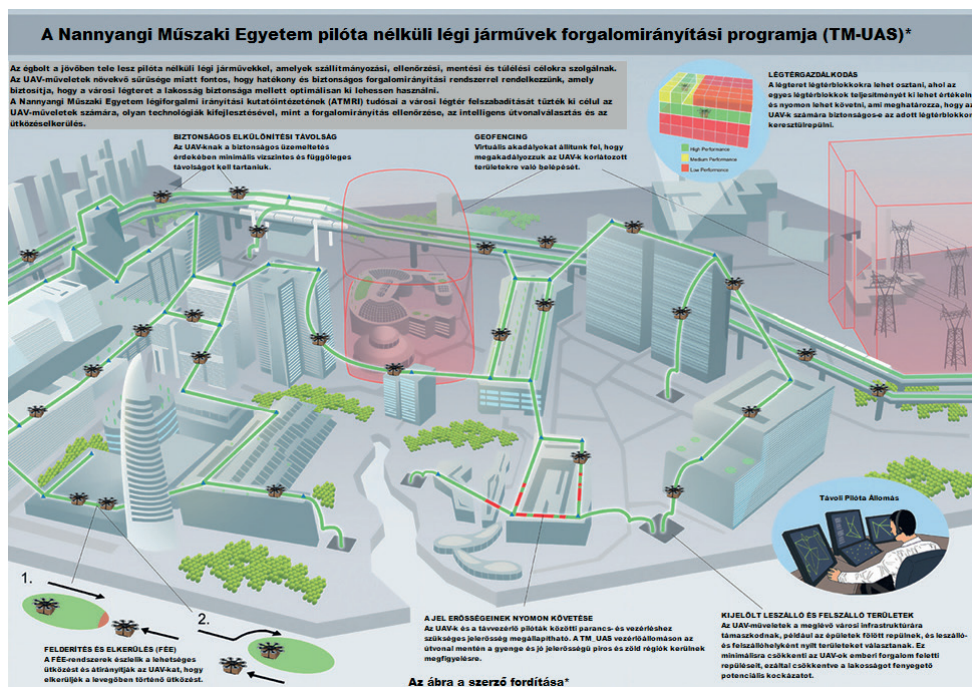 A Nannyangi Műszaki Egyetem pilóta nélküli légi járművek forgalomirányítási programja (TM-UAS)*
Az égbolt a jövőben tele lesz pilóta nélküli légi járművekkel, amelyek szállítmányozási, ellenőrzési, mentési és túlélési célokra szolgálnak.
Az UAV-műveletek növekvő sűrűsége miatt fontos, hogy hatékony és biztonságos forgalomirányítási rendszerrel rendelkezzünk, amely
biztosítja, hogy a városi légteret a lakosság biztonsága mellett optimálisan ki lehessen használni.
A Nannyangi Műszaki Egyetem légiforgalmi irányítási kutatóintézetének (ATMRI) tudósai a városi légtér felszabadítását tűzték ki célul az
UAV-műveletek számára, olyan technológiák kifejlesztésével, mint a forgalomirányítás ellenőrzése, az intelligens útvonalválasztás és az
ütközéselkerülés.
LÉGTÉRGAZDÁLKODÁS
A légteret légtérblokkokra lehet osztani, ahol az
egyes légtérblokkok teljesítményét ki lehet értékelni
és nyomon lehet követni, ami meghatározza, hogy az
UAV-k számára biztonságos-e az adott légtérblokkon
keresztülrepülni.
High Performance
Medium Performance
Low Performance
BIZTONSÁGOS ELKÜLÖNÍTÉSI TÁVOLSÁG
Az UAV-knak a biztonságos üzemeltetés
érdekében minimális vízszintes és függőleges
távolságot kell tartaniuk.
GEOFENCING
Virtuális akadályokat állítunk fel, hogy
megakadályozzuk az UAV-k korlátozott
területekre való belépését.
Távoli Pilóta Állomás
1.
2.
FELDERÍTÉS ÉS ELKERÜLÉS (FÉE)
A FÉE-rendszerek észlelik a lehetséges
ütközést és átirányítják az UAV-kat, hogy
elkerüljék a levegőben történő ütközést.
A JEL ERŐSSÉGEINEK NYOMON KÖVETÉSE
Az UAV-k és a távvezérlő pilóták közötti parancs- és vezérléshez
szükséges jelerősség megállapítható. A TM_UAS vezérlőállomáson az
útvonal mentén a gyenge és jó jelerősségű piros és zöld régiók kerülnek
megfigyelésre.
KIJELÖLT LESZÁLLÓ ÉS FELSZÁLLÓ TERÜLETEK
Az UAV-műveletek a meglévő városi infrastruktúrára
támaszkodnak, például az épületek fölött repülnek, és leszálló-
és felszállóhelyként nyílt területeket választanak. Ez
minimálisra csökkenti az UAV-ok emberi forgalom feletti
repüléseit, ezáltal csökkentve a lakosságot fenyegető
potenciális kockázatot.
Az ábra a szerző fordítása*